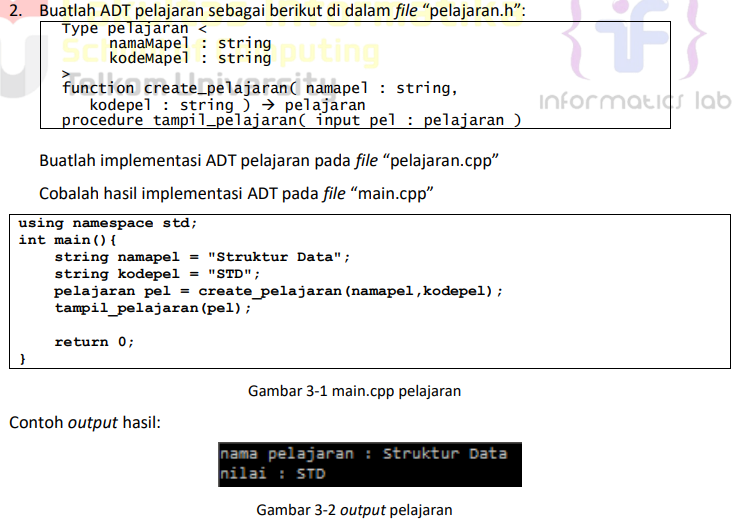 2. Buatlah ADT pelajaran sebagai berikut di dalam file “pelajaran.h”:
Type pelajaran <
namaMapel : string
kodeMapel : string
>
function create_pelajaran( namapel : string,
kodepel : string ) → pelajaran
procedure tampil_pelajaran( input pel : pelajaran )
Telkom University
informatics lab
Buatlah implementasi ADT pelajaran pada file “pelajaran.cpp”
Cobalah hasil implementasi ADT pada file “main.cpp”
using namespace std;
int main(){
string namapel = "Struktur Data";
string kodepel = "STD";
pelajaran pel = create_pelajaran(namapel,kodepel);
tampil_pelajaran(pel);
return 0;
}
Gambar 3-1 main.cpp pelajaran
Contoh output hasil:
nama pelajaran : Struktur Data
nilai : STD
Gambar 3-2 output pelajaran